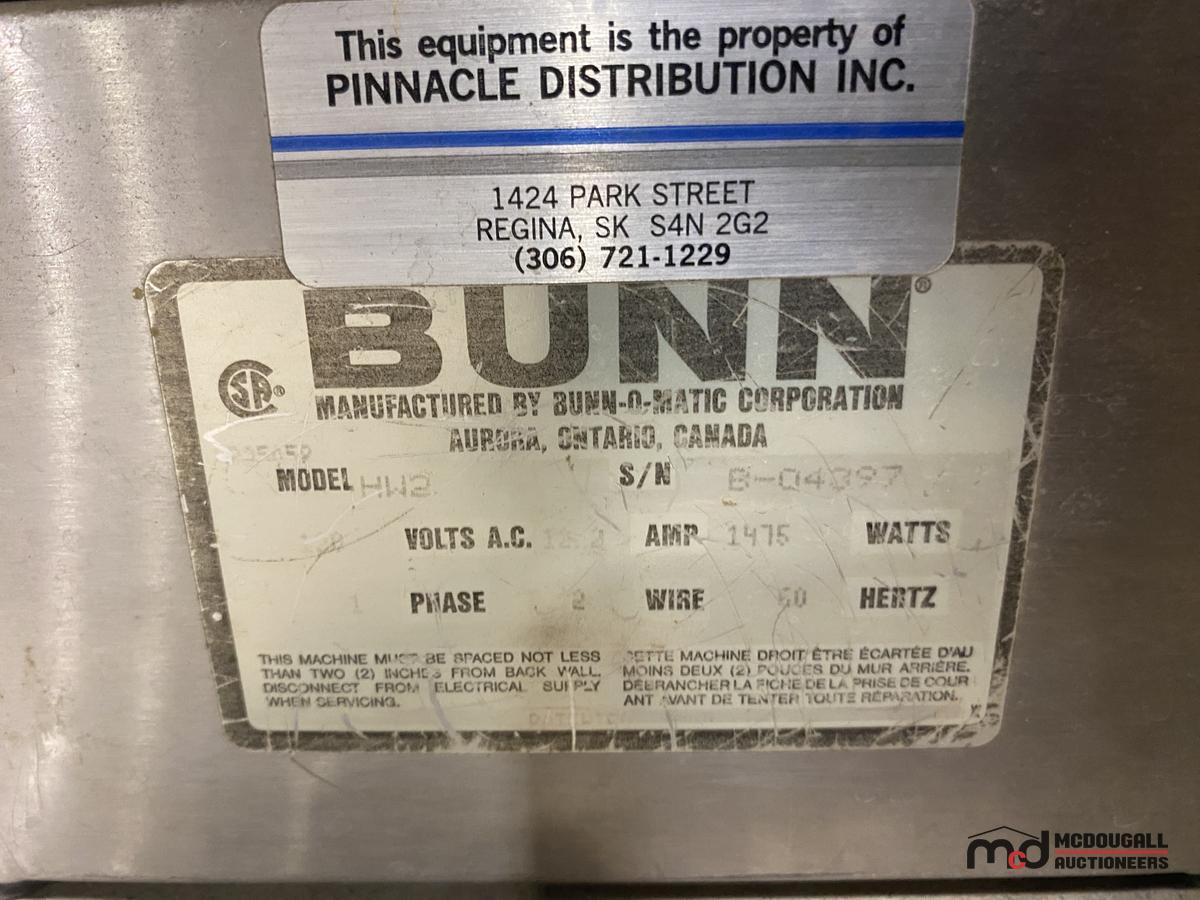 This equipment is the property of
PINNACLE DISTRIBUTION INC.
1424 PARK STREET
REGINA, SK S4N 2G2
(306) 721-1229
BUNN®
SA®
MANUFACTURED BY BUNN-O-MATIC CORPORATION
AURORA, ONTARIO, CANADA
MODEL HW2 S/N B-04397
VOLTS A.C. AMP 1475 WATTS
1 PHASE 2 WIRE 60 HERTZ
THIS MACHINE MUST BE SPACED NOT LESS
THAN TWO (2) INCHES FROM BACK WALL.
DISCONNECT FROM ELECTRICAL SUPPLY
WHEN SERVICING.
CETTE MACHINE DROIT ÊTRE ÉCARTÉE D'AU
MOINS DEUX (2) POUCES DU MUR ARRIÈRE.
DÉBRANCHER LA FICHE DE LA PRISE DE COUR
ANT AVANT DE TENTER TOUTE RÉPARATION.
mcd MCDOUGALL
AUCTIONEERS